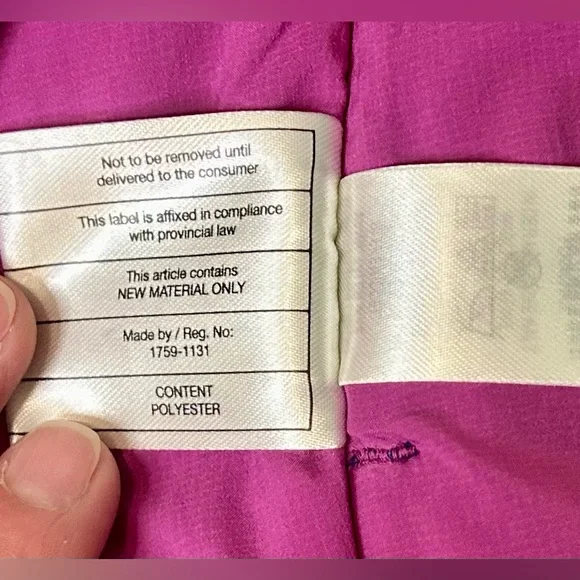 Not to be removed until
delivered to the consumer
This label is affixed in compliance
with provincial law
This article contains
NEW MATERIAL ONLY
Made by / Reg. No:
1759-1131
CONTENT
POLYESTER